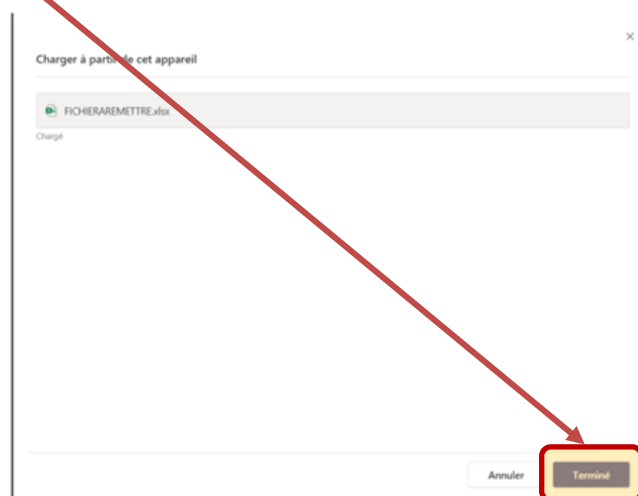 Charger à partir de cet appareil
FICHIERAREMETTRE.xlsx
Chargé
Annuler
Terminé